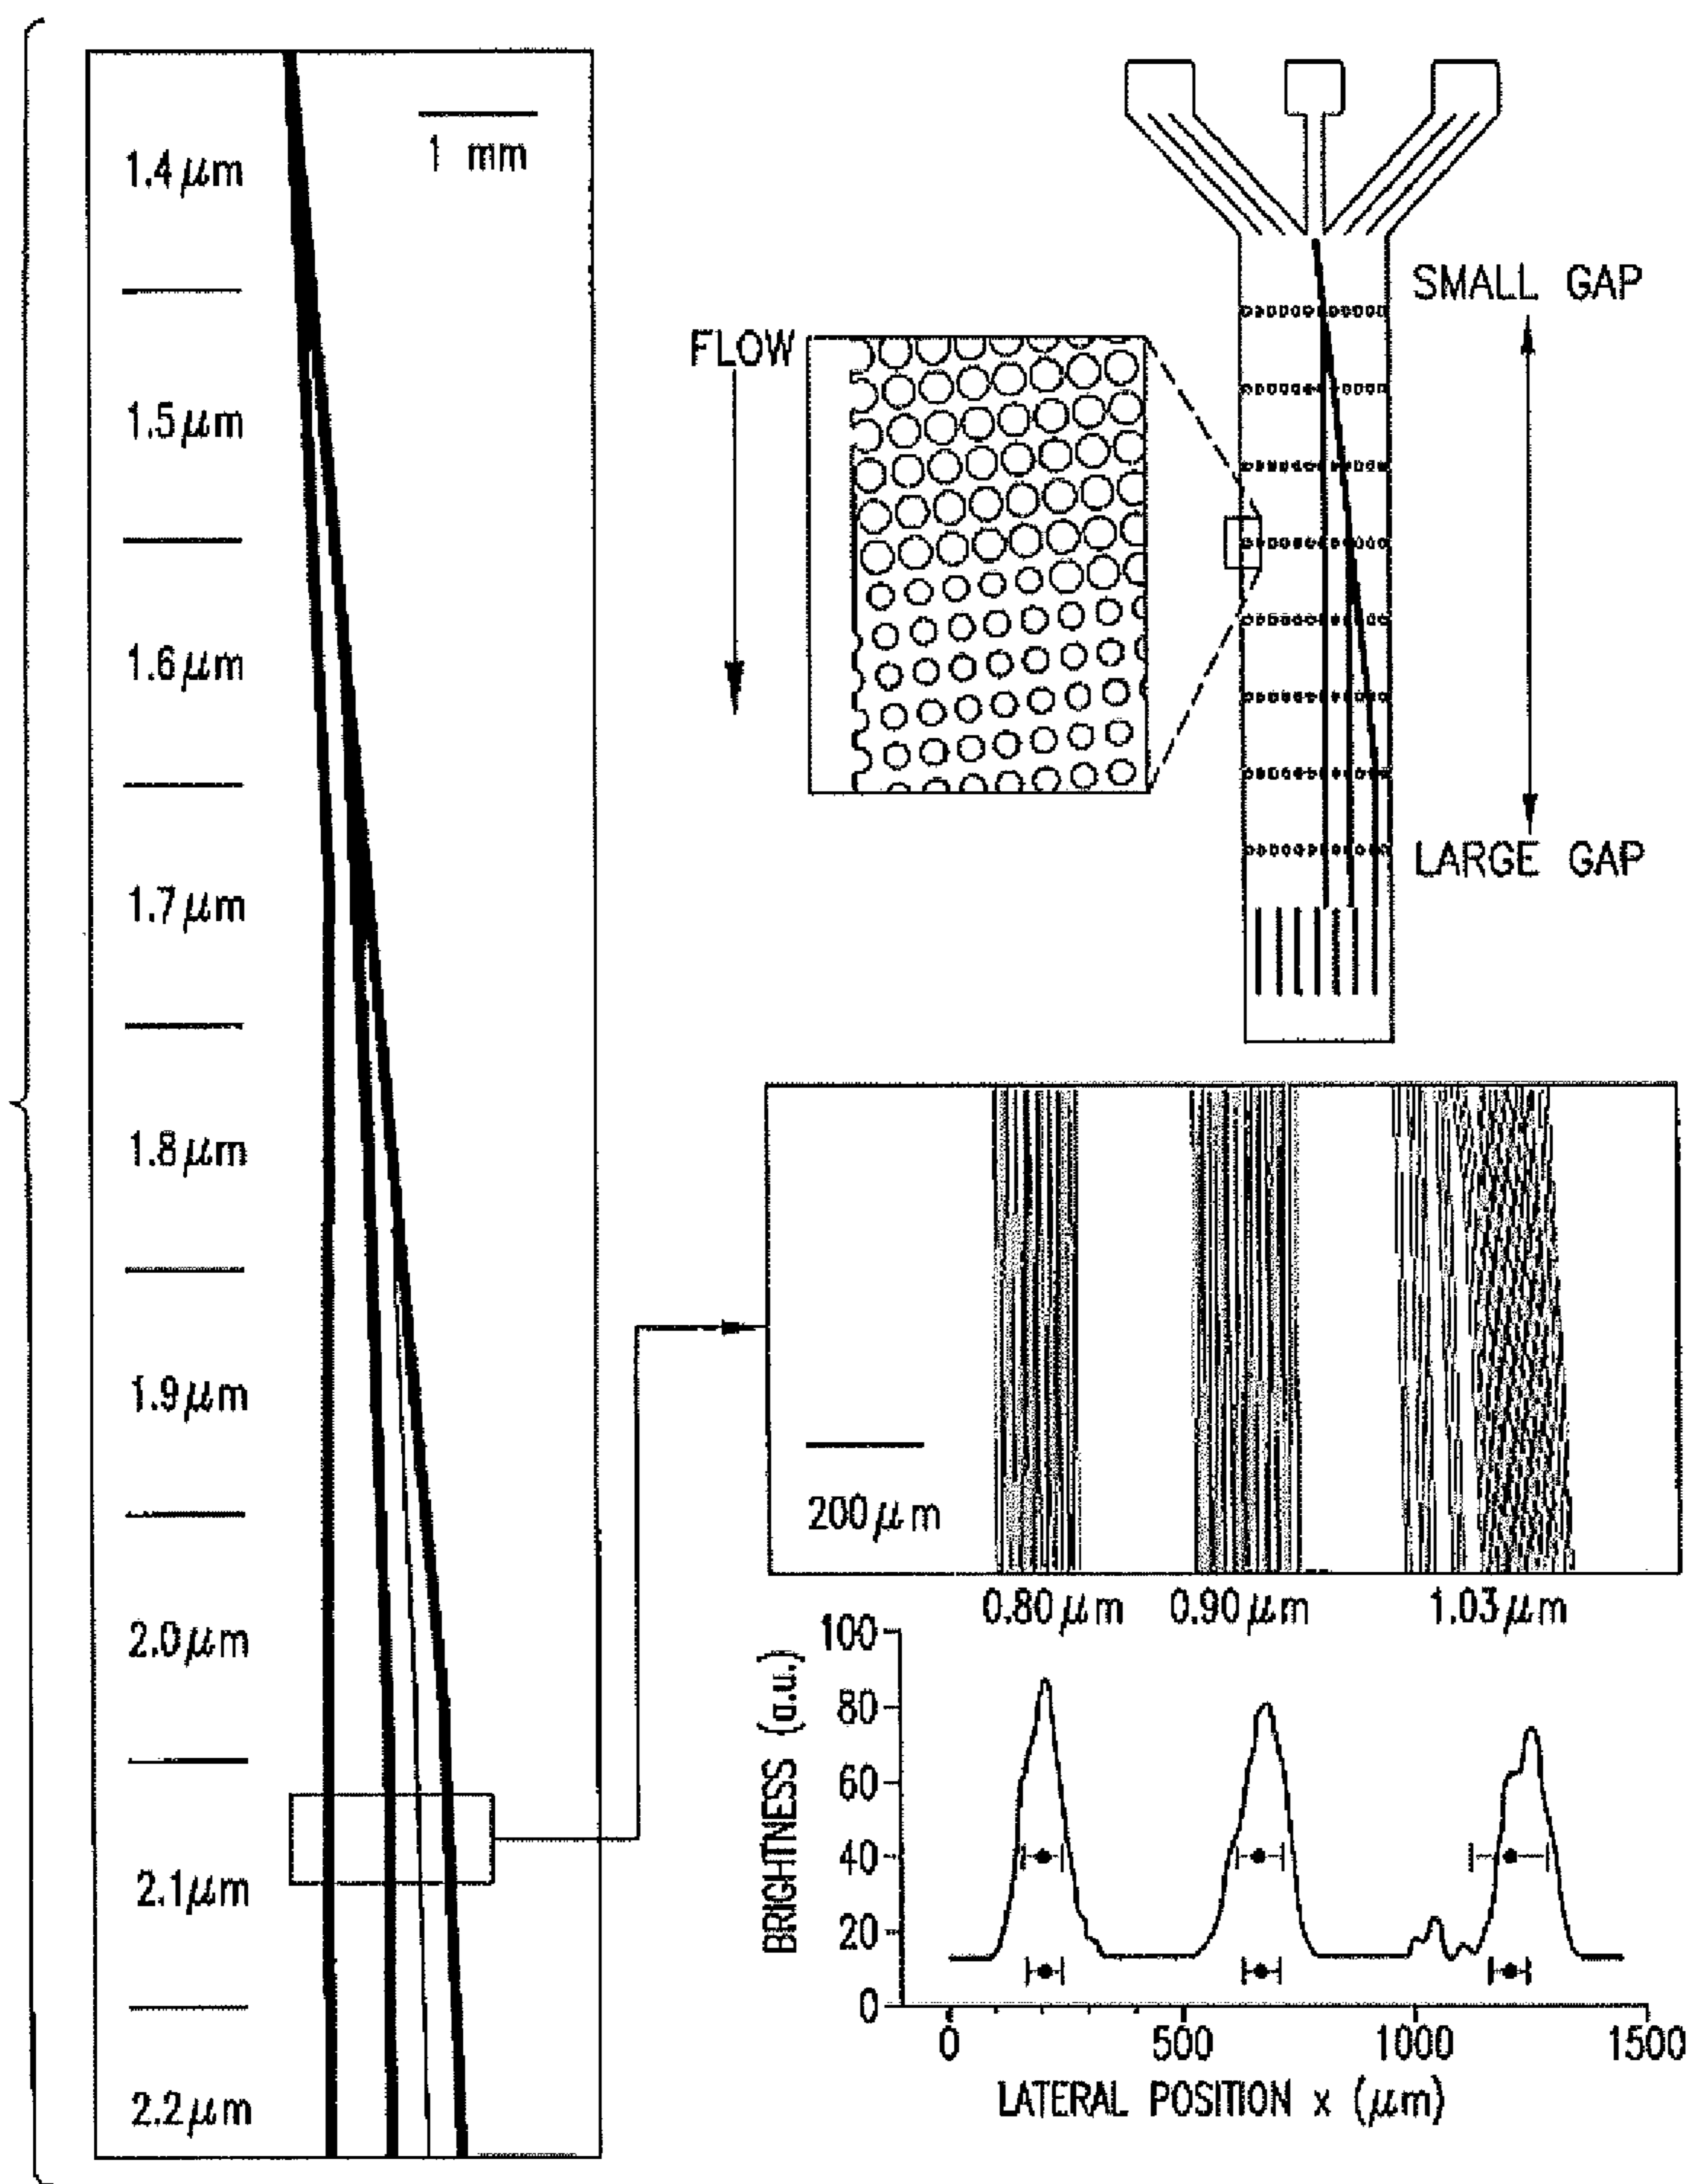 1 mm
1.4 μm
1.5 μm
1.6 μm
1.7 μm
1.8 μm
1.9 μm
2.0 μm
2.1 μm
2.2 μm
FLOW
SMALL GAP
LARGE GAP
200 μm
0.80 μm 0.90 μm 1.03 μm
BRIGHTNESS (a.u.)
100
80
60
40
20
0
0 500 1000 1500
LATERAL POSITION x (μm)